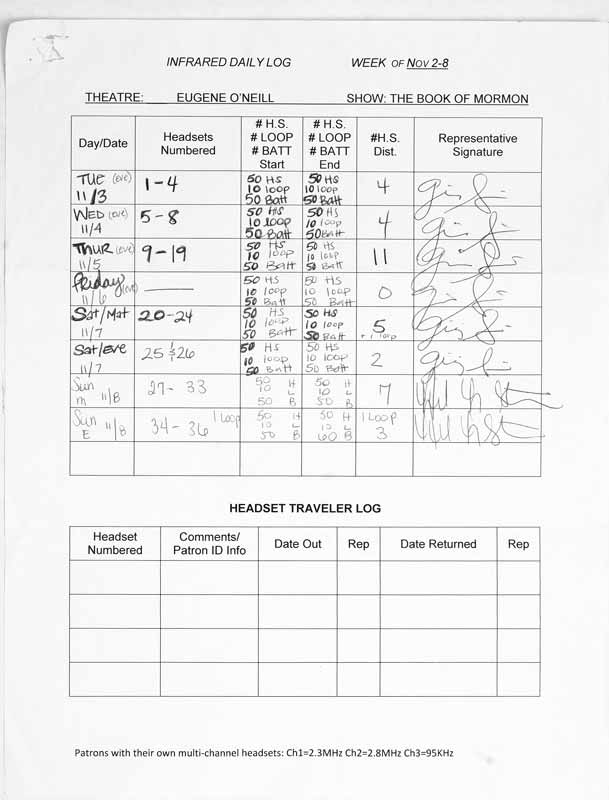 INFRARED DAILY LOG WEEK OF NOV 2-8
THEATRE: EUGENE O'NEILL SHOW: THE BOOK OF MORMON
Day/Date Headsets Numbered # H.S. # LOOP # BATT Start # H.S. # LOOP # BATT End #H.S. Dist. Representative Signature
TUE (eve) 11/3 1-4 50 HS 10 loop 50 Batt 50 HS 10 loop 50 Batt 4
WED (eve) 11/4 5-8 50 HS 10 loop 50 Batt 50 HS 10 loop 50 Batt 4
THUR (eve) 11/5 9-19 50 HS 10 loop 50 Batt 50 HS 10 loop 50 Batt 11
Friday (eve) 11/6 50 HS 10 loop 50 Batt 50 HS 10 loop 50 Batt 0
Sat/Mat 11/7 20-24 50 HS 10 loop 50 Batt 50 HS 10 loop 50 Batt 5 + 1 loop
Sat/Eve 11/7 25 & 26 50 HS 10 loop 50 Batt 50 HS 10 loop 50 Batt 2
Sun M 11/8 27-33 50 H 10 L 50 B 50 H 10 L 50 B 7
Sun E 11/8 34-36 1 Loop 50 H 10 L 50 B 50 H 10 L 60 B 1 LOOP 3
HEADSET TRAVELER LOG
Headset Numbered Comments/ Patron ID Info Date Out Rep Date Returned Rep
Patrons with their own multi-channel headsets: Ch1=2.3MHz Ch2=2.8MHz Ch3=95KHz